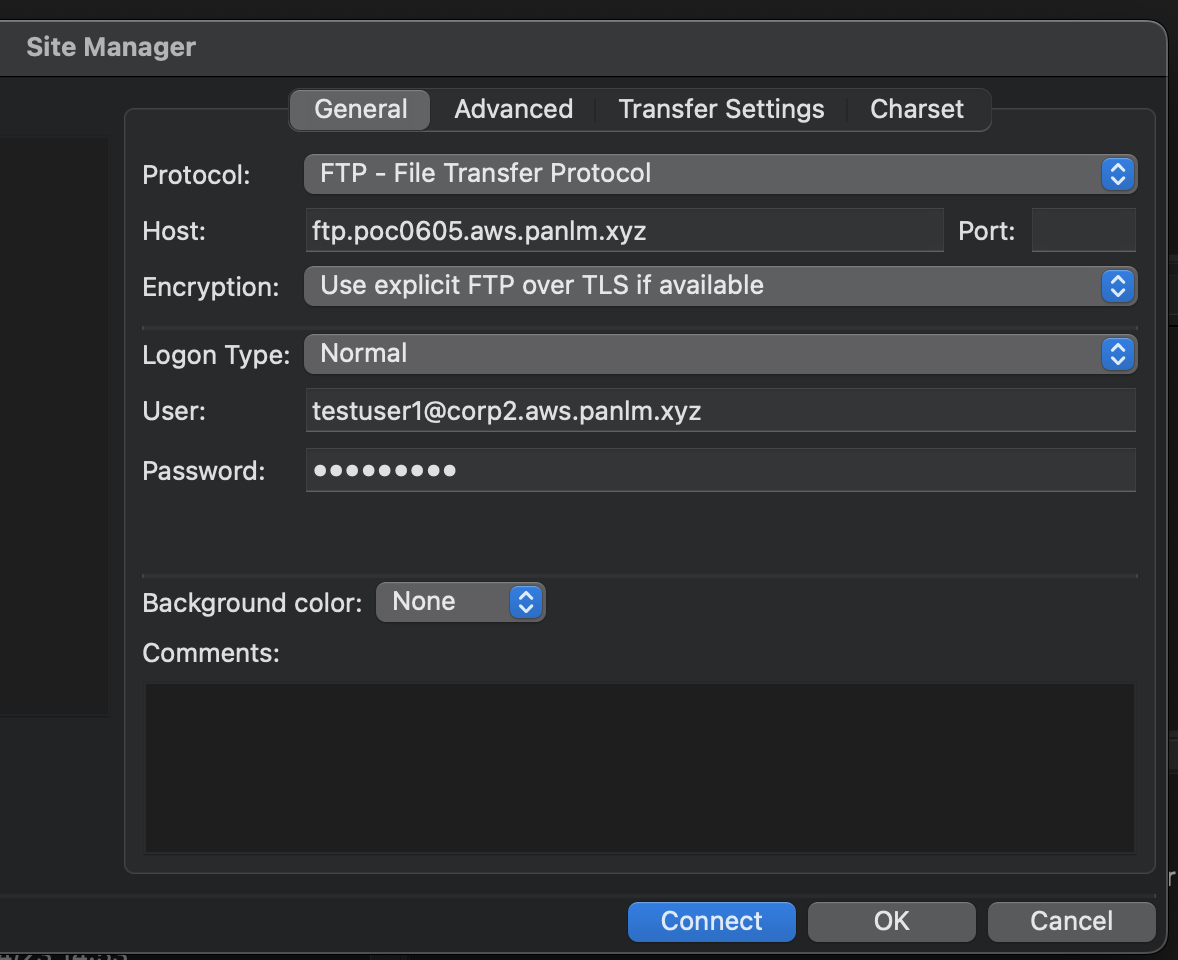 Site Manager
General Advanced Transfer Settings Charset
Protocol: FTP - File Transfer Protocol
Host: ftp.poc0605.aws.panlm.xyz Port:
Encryption: Use explicit FTP over TLS if available
Logon Type: Normal
User: testuser1@corp2.aws.panlm.xyz
Password: ●●●●●●●●●
Background color: None
Comments:
Connect OK Cancel